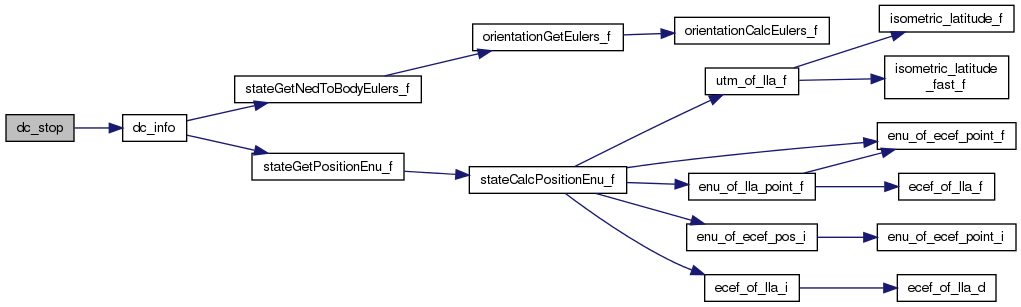 dc_stop
dc_info
stateGetNedToBodyEulers_f
orientationGetEulers_f
orientationCalcEulers_f
stateGetPositionEnu_f
stateCalcPositionEnu_f
utm_of_lla_f
isometric_latitude_f
isometric_latitude
_fast_f
enu_of_ecef_point_f
enu_of_lla_point_f
ecef_of_lla_f
enu_of_ecef_pos_i
enu_of_ecef_point_i
ecef_of_lla_i
ecef_of_lla_d